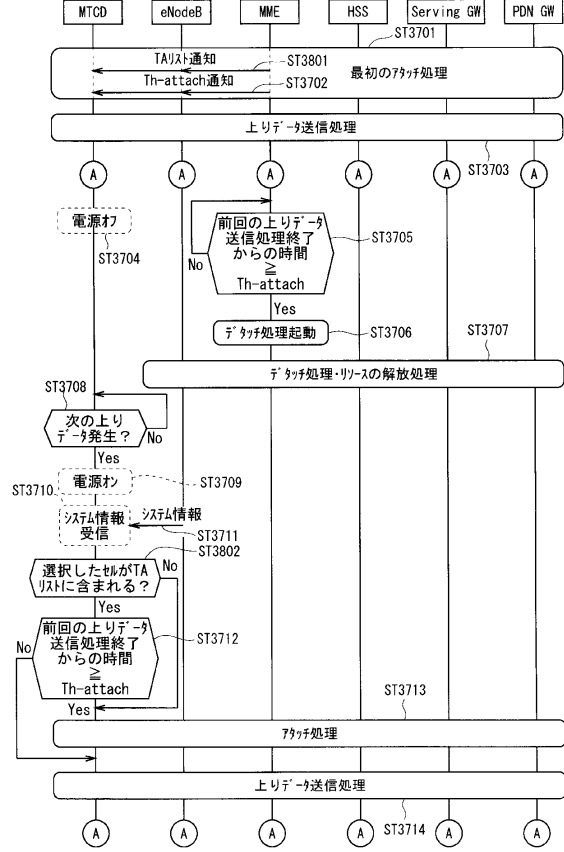 MTCD
eNodeB
MME
HSS
Serving GW
PDN GW
ST3701
TAリスト通知
ST3801
Th-attach通知
ST3702
最初のアタッチ処理
上りデータ送信処理
ST3703
A A A A A A
電源オフ
ST3704
前回の上りデータ
送信処理終了
からの時間
≧
Th-attach
ST3705
No
Yes
デタッチ処理起動
ST3706
ST3707
デタッチ処理・リソースの解放処理
ST3708
次の上り
データ発生？
No
Yes
電源オン
ST3709
ST3710
システム情報
受信
システム情報
ST3711
ST3802
選択したセルがTA
リストに含まれる？
No
Yes
前回の上りデータ
送信処理終了
からの時間
≧
Th-attach
ST3712
No
Yes
ST3713
アタッチ処理
上りデータ送信処理
ST3714
A A A A A A